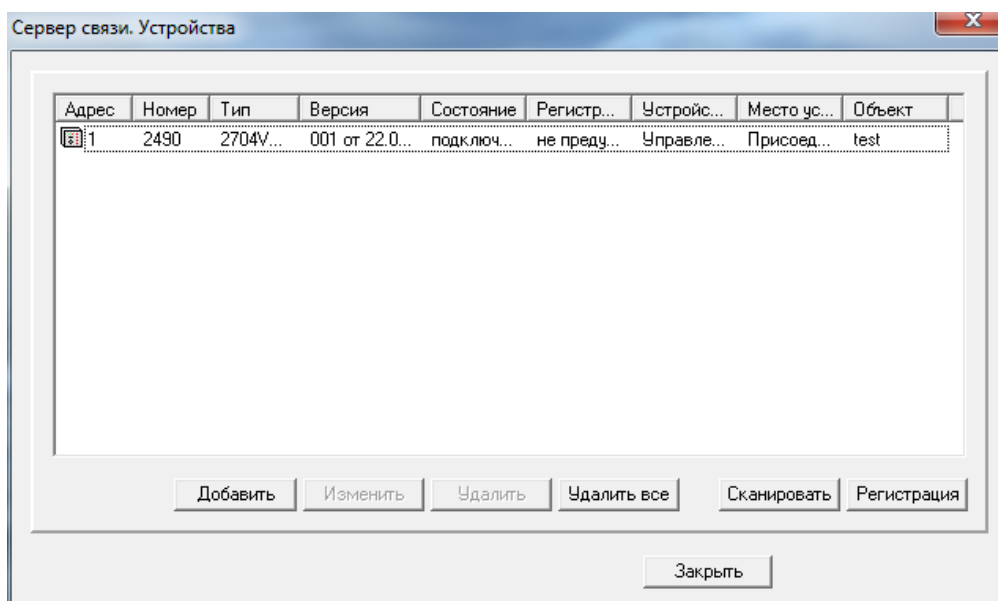 Сервер связи. Устройства
Адрес Номер Тип Версия Состояние Регистр... Устройс... Место ус... Объект
1 2490 2704V... 001 от 22.0... подключ... не преду... Управле... Присоед... test
Добавить Изменить Удалить Удалить все Сканировать Регистрация
Закрыть